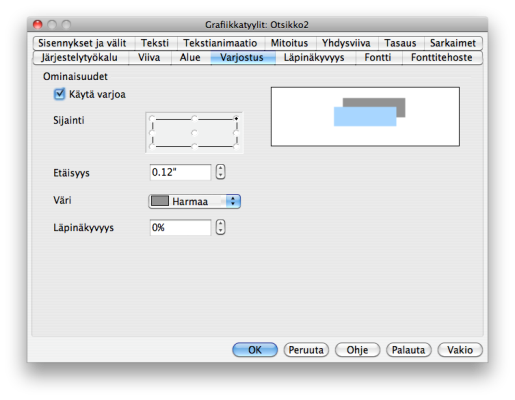 Grafiikkatyylit: Otsikko2
Sisennykset ja välit Teksti Tekstianimaatio Mitoitus Yhdysviiva Tasaus Sarkaimet
Järjestelytyökalu Viiva Alue Varjostus Läpinäkyvyys Fontti Fonttitehoste
Ominaisuudet
Käytä varjoa
Sijainti
Etäisyys 0.12"
Väri Harmaa
Läpinäkyvyys 0%
OK Peruuta Ohje Palauta Vakio